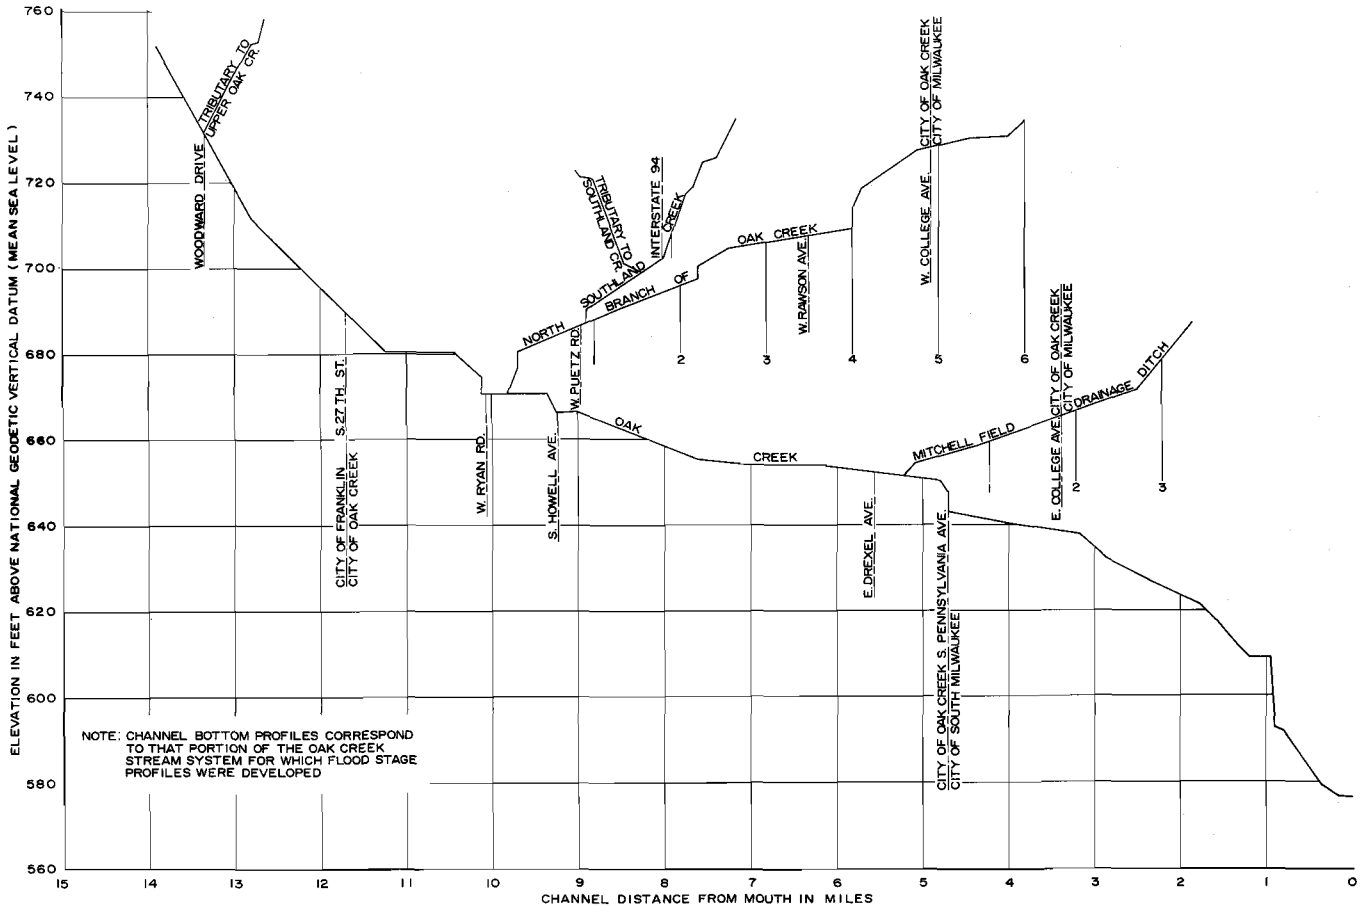 ELEVATION IN FEET ABOVE NATIONAL GEODETIC VERTICAL DATUM (MEAN SEA LEVEL)
760
740
720
700
680
660
640
620
600
580
560
TRIBUTARY TO
UPPER OAK CR.
WOODWARD DRIVE
S. 27 TH. ST.
CITY OF FRANKLIN
CITY OF OAK CREEK
W. RYAN RD.
S. HOWELL AVE.
W. PUETZ RD.
NORTH BRANCH OF OAK CREEK
SOUTHLAND CREEK
TRIBUTARY TO
SOUTHLAND CR.
INTERSTATE 94
2
3
4
5
6
W. RAWSON AVE.
W. COLLEGE AVE.
CITY OF OAK CREEK
CITY OF MILWAUKEE
OAK CREEK
E. DREXEL AVE.
MITCHELL FIELD DRAINAGE DITCH
1
2
3
E. COLLEGE AVE. CITY OF OAK CREEK
CITY OF MILWAUKEE
CITY OF OAK CREEK S. PENNSYLVANIA AVE.
CITY OF SOUTH MILWAUKEE
NOTE: CHANNEL BOTTOM PROFILES CORRESPOND
TO THAT PORTION OF THE OAK CREEK
STREAM SYSTEM FOR WHICH FLOOD STAGE
PROFILES WERE DEVELOPED
15 14 13 12 11 10 9 8 7 6 5 4 3 2 1 0
CHANNEL DISTANCE FROM MOUTH IN MILES